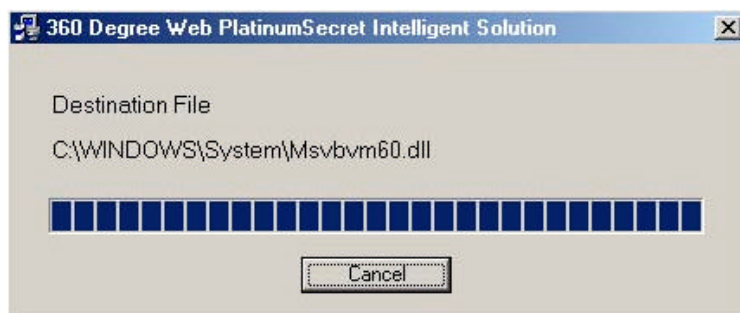 360 Degree Web PlatinumSecret Intelligent Solution
Destination File
C:\WINDOWS\System\Msvbvm60.dll
Cancel